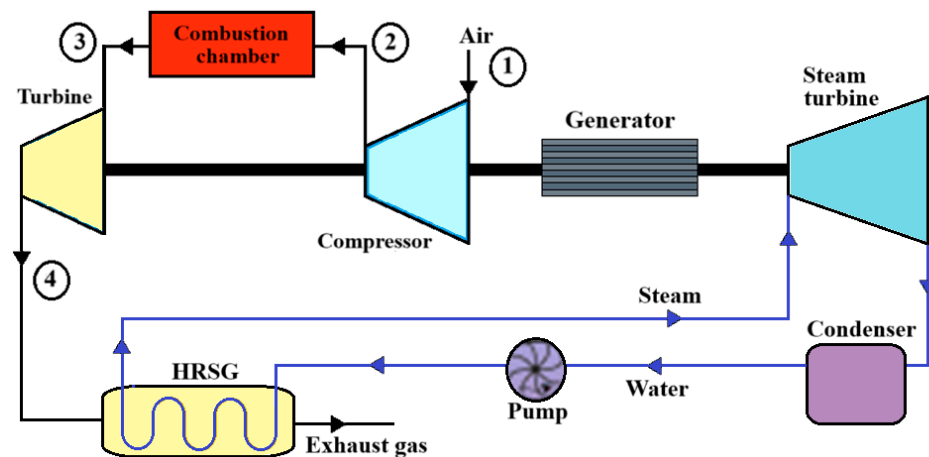 3
Combustion
chamber
2
Air
1
Steam
turbine
Turbine
Generator
Compressor
4
Steam
Condenser
HRSG
Pump
Water
Exhaust gas